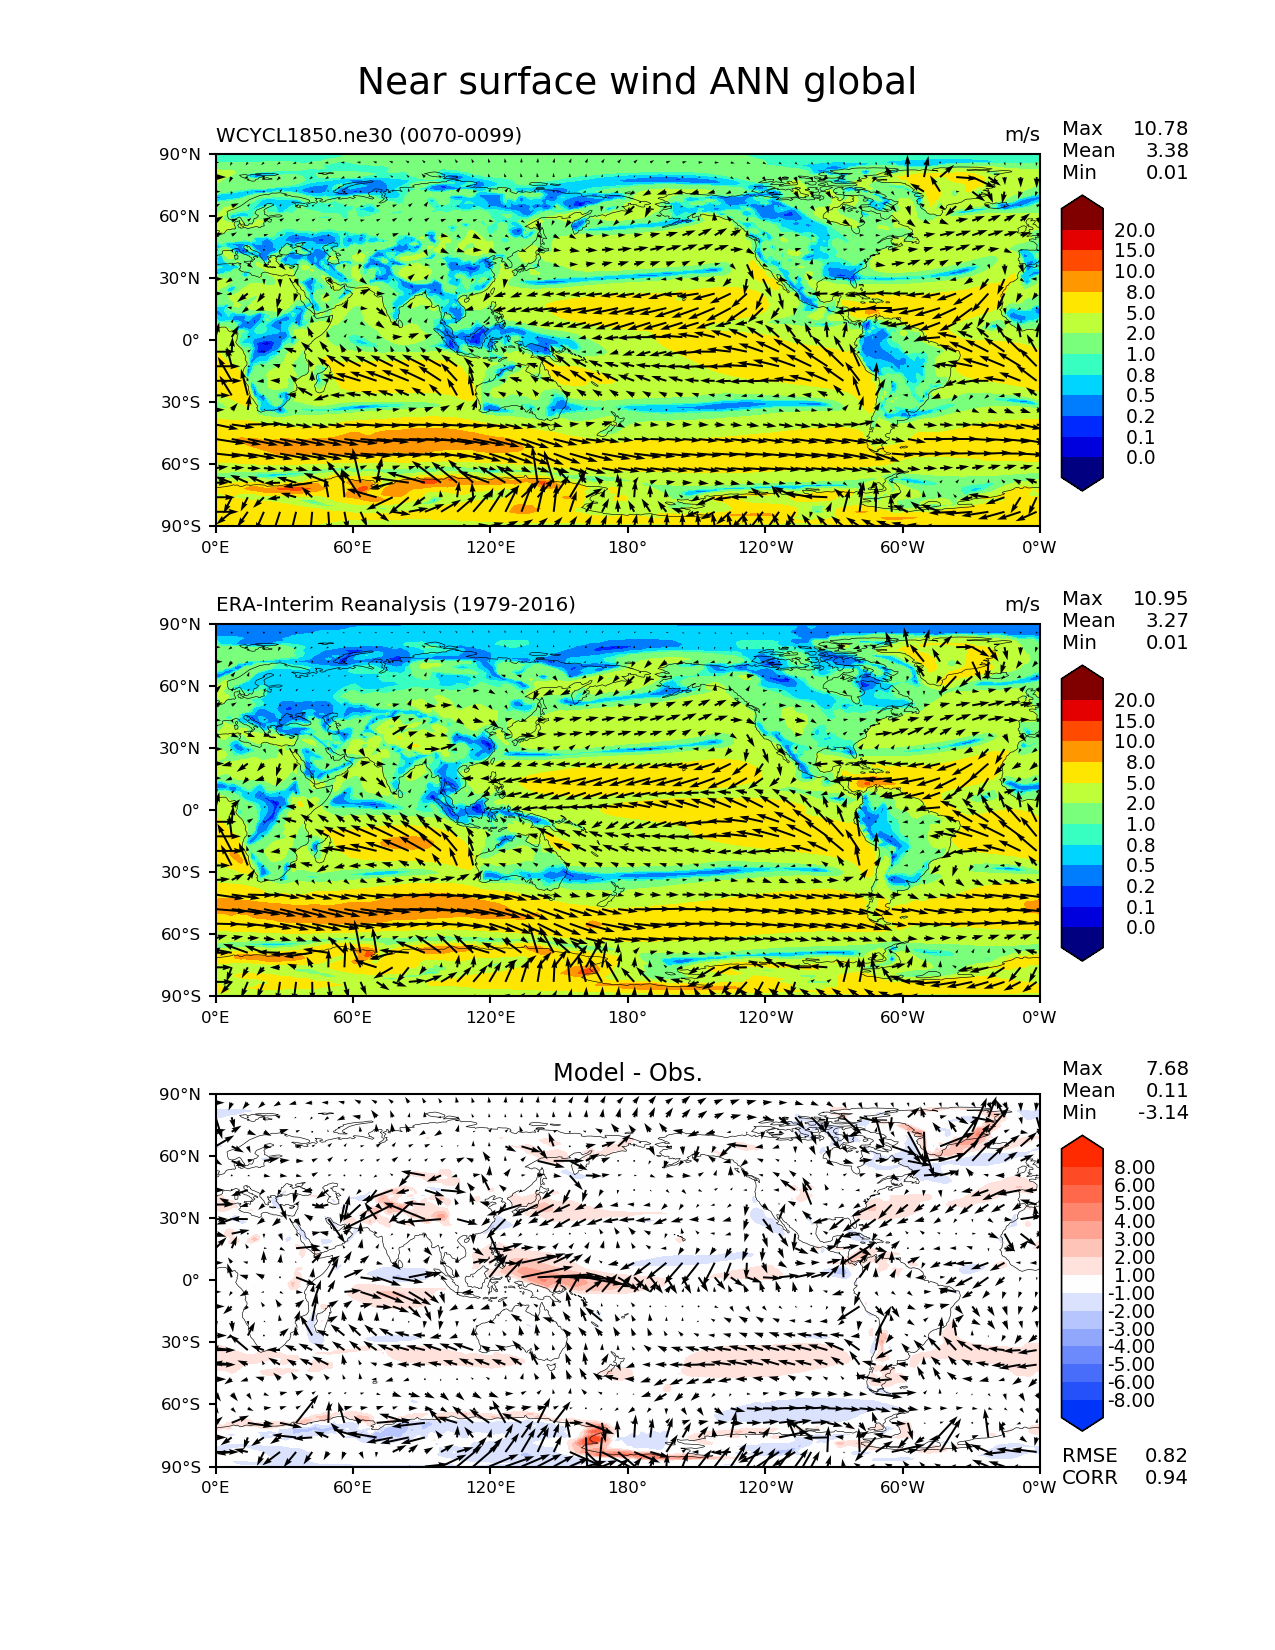 Near surface wind ANN global
WCYCL1850.ne30 (0070-0099)
m/s
Max 10.78
Mean 3.38
Min 0.01
90°N
60°N
30°N
0°
30°S
60°S
90°S
0°E 60°E 120°E 180° 120°W 60°W 0°W
20.0
15.0
10.0
8.0
5.0
2.0
1.0
0.8
0.5
0.2
0.1
0.0
ERA-Interim Reanalysis (1979-2016)
m/s
Max 10.95
Mean 3.27
Min 0.01
90°N
60°N
30°N
0°
30°S
60°S
90°S
0°E 60°E 120°E 180° 120°W 60°W 0°W
20.0
15.0
10.0
8.0
5.0
2.0
1.0
0.8
0.5
0.2
0.1
0.0
Model - Obs.
Max 7.68
Mean 0.11
Min -3.14
90°N
60°N
30°N
0°
30°S
60°S
90°S
0°E 60°E 120°E 180° 120°W 60°W 0°W
8.00
6.00
5.00
4.00
3.00
2.00
1.00
-1.00
-2.00
-3.00
-4.00
-5.00
-6.00
-8.00
RMSE 0.82
CORR 0.94